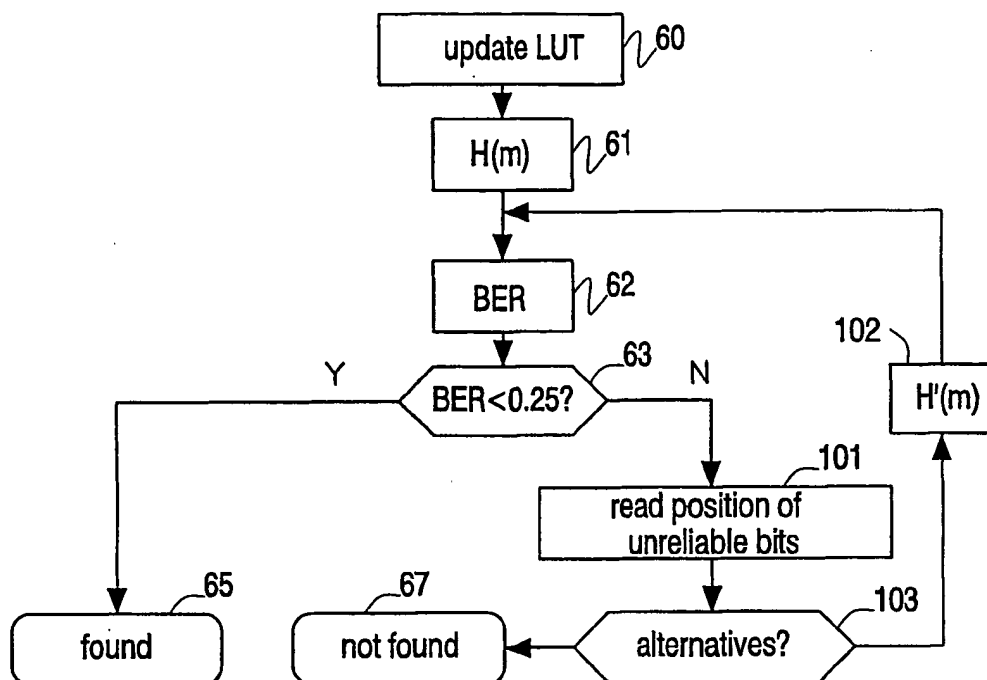 update LUT
60
H(m)
61
BER
62
63
Y
BER<0.25?
N
102
H'(m)
101
read position of
unreliable bits
65
found
67
not found
103
alternatives?